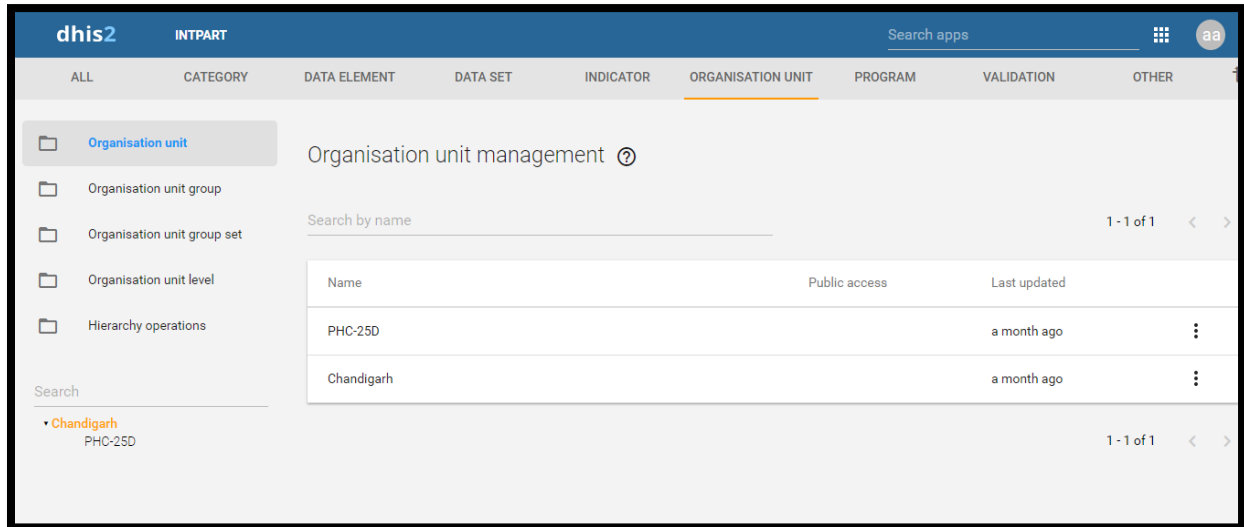 dhis2 INTPART Search apps aa
ALL CATEGORY DATA ELEMENT DATA SET INDICATOR ORGANISATION UNIT PROGRAM VALIDATION OTHER
Organisation unit
Organisation unit group
Organisation unit group set
Organisation unit level
Hierarchy operations
Search
Chandigarh
PHC-25D
Organisation unit management ?
Search by name 1 - 1 of 1
Name Public access Last updated
PHC-25D a month ago
Chandigarh a month ago
1 - 1 of 1